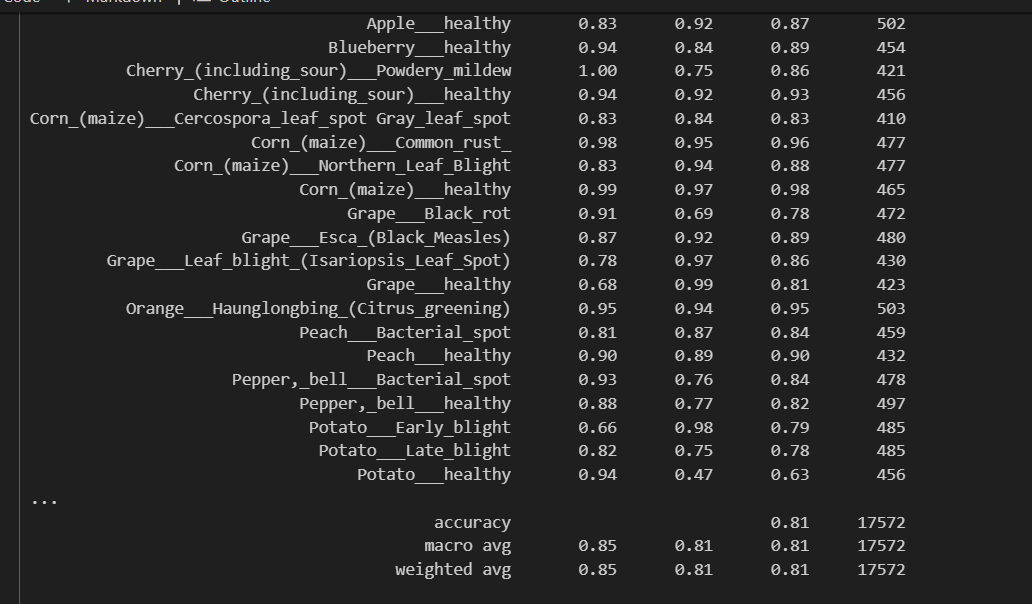 Code + Markdown | Outline
Apple___healthy 0.83 0.92 0.87 502
Blueberry___healthy 0.94 0.84 0.89 454
Cherry_(including_sour)___Powdery_mildew 1.00 0.75 0.86 421
Cherry_(including_sour)___healthy 0.94 0.92 0.93 456
Corn_(maize)___Cercospora_leaf_spot Gray_leaf_spot 0.83 0.84 0.83 410
Corn_(maize)___Common_rust_ 0.98 0.95 0.96 477
Corn_(maize)___Northern_Leaf_Blight 0.83 0.94 0.88 477
Corn_(maize)___healthy 0.99 0.97 0.98 465
Grape___Black_rot 0.91 0.69 0.78 472
Grape___Esca_(Black_Measles) 0.87 0.92 0.89 480
Grape___Leaf_blight_(Isariopsis_Leaf_Spot) 0.78 0.97 0.86 430
Grape___healthy 0.68 0.99 0.81 423
Orange___Haunglongbing_(Citrus_greening) 0.95 0.94 0.95 503
Peach___Bacterial_spot 0.81 0.87 0.84 459
Peach___healthy 0.90 0.89 0.90 432
Pepper,_bell___Bacterial_spot 0.93 0.76 0.84 478
Pepper,_bell___healthy 0.88 0.77 0.82 497
Potato___Early_blight 0.66 0.98 0.79 485
Potato___Late_blight 0.82 0.75 0.78 485
Potato___healthy 0.94 0.47 0.63 456
...
accuracy 0.81 17572
macro avg 0.85 0.81 0.81 17572
weighted avg 0.85 0.81 0.81 17572